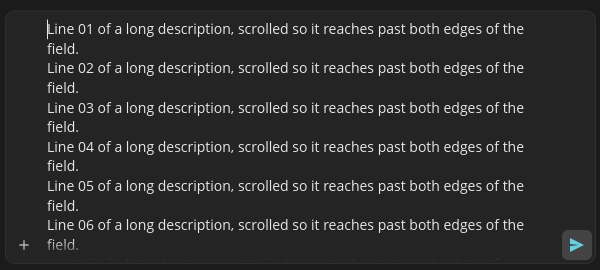 Line 01 of a long description, scrolled so it reaches past both edges of the
field.
Line 02 of a long description, scrolled so it reaches past both edges of the
field.
Line 03 of a long description, scrolled so it reaches past both edges of the
field.
Line 04 of a long description, scrolled so it reaches past both edges of the
field.
Line 05 of a long description, scrolled so it reaches past both edges of the
field.
Line 06 of a long description, scrolled so it reaches past both edges of the
field.